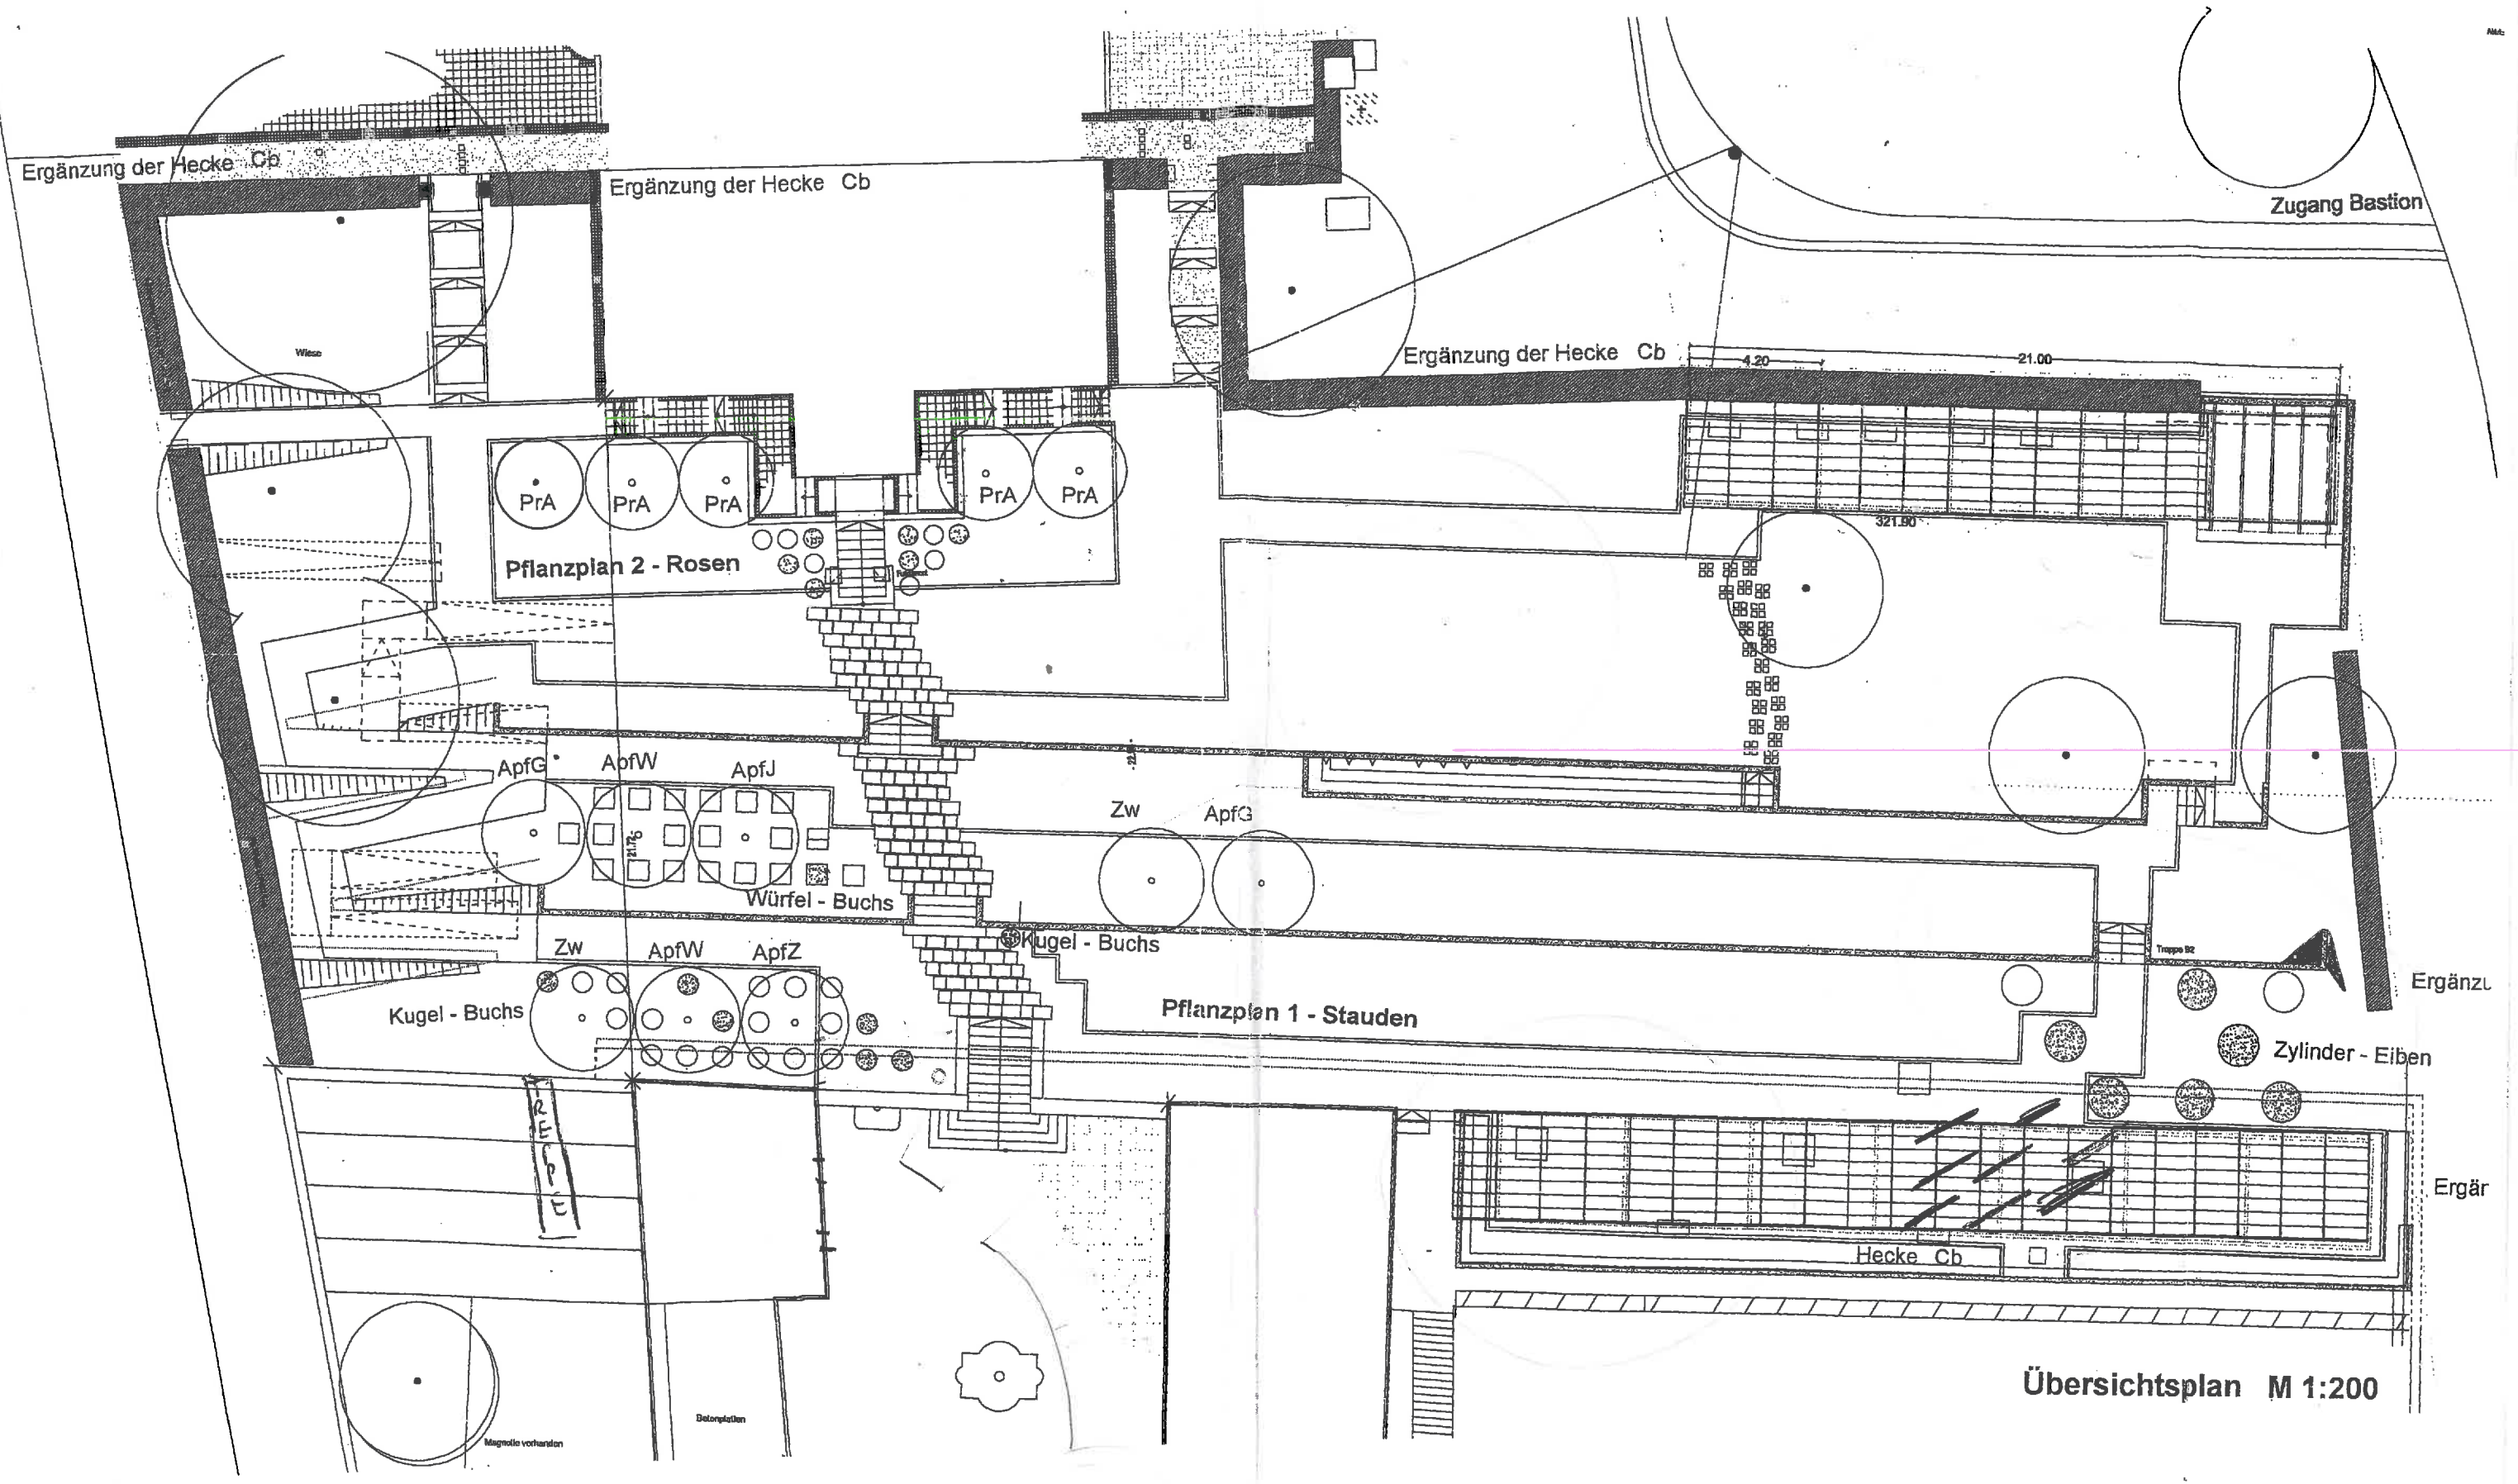 Zugang Bastion
Ergänzung der Hecke Cb
Ergänzung der Hecke Cb
Wiese
Ergänzung der Hecke Cb
4.20
21.00
PrA
PrA
PrA
PrA
PrA
321.90
Pflanzplan 2 - Rosen
ApfG
ApfW
ApfJ
Zw
ApfG
Würfel - Buchs
Kugel - Buchs
Zw
ApfW
ApfZ
Treppe 92
Kugel - Buchs
Pflanzplan 1 - Stauden
Ergänzu
Zylinder - Eiben
Ergär
Hecke Cb
Übersichtsplan M 1:200
Betonplatten
Magnolie vorhanden